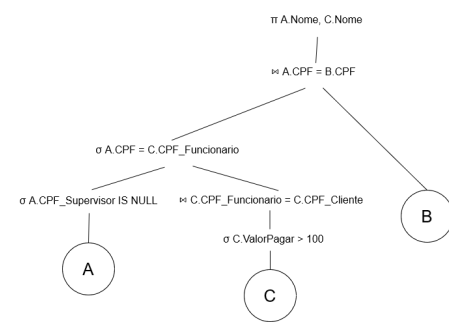 π A.Nome, C.Nome
⋈ A.CPF = B.CPF
σ A.CPF = C.CPF_Funcionario
σ A.CPF_Supervisor IS NULL
⋈ C.CPF_Funcionario = C.CPF_Cliente
B
σ C.ValorPagar > 100
A
C